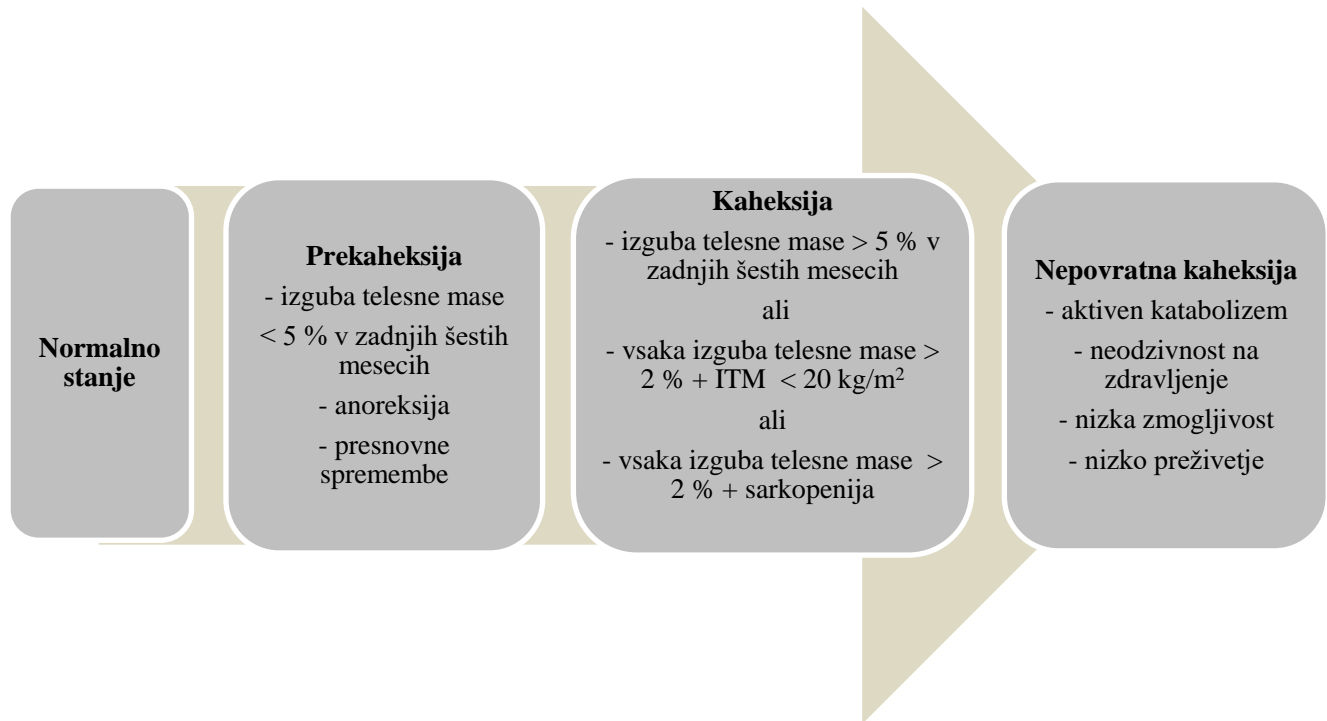 Normalno
stanje
Prekaheksija
- izguba telesne mase
< 5 % v zadnjih šestih
mesecih
- anoreksija
- presnovne
spremembe
Kaheksija
- izguba telesne mase > 5 % v
zadnjih šestih mesecih
ali
- vsaka izguba telesne mase >
2 % + ITM < 20 kg/m²
ali
- vsaka izguba telesne mase >
2 % + sarkopenija
Nepovratna kaheksija
- aktiven katabolizem
- neodzivnost na
zdravljenje
- nizka zmogljivost
- nizko preživetje